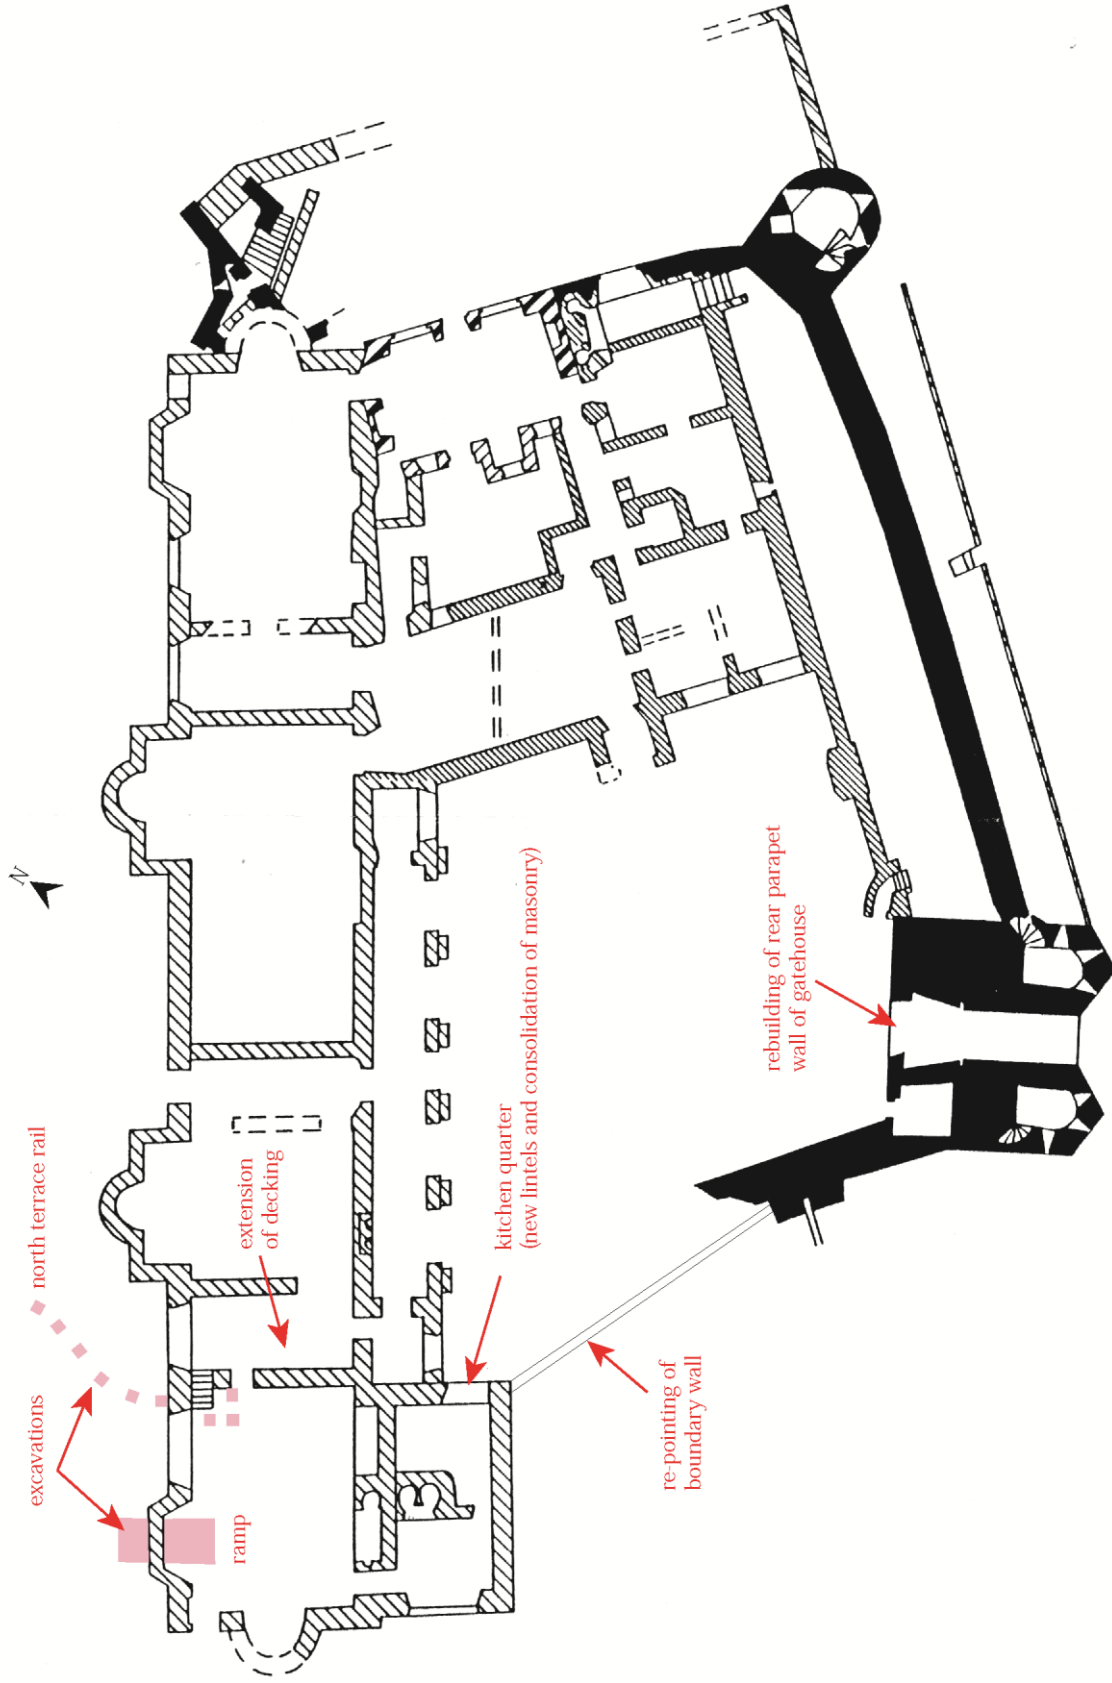 N
excavations
north terrace rail
ramp
extension
of decking
kitchen quarter
(new lintels and consolidation of masonry)
re-pointing of
boundary wall
rebuilding of rear parapet
wall of gatehouse